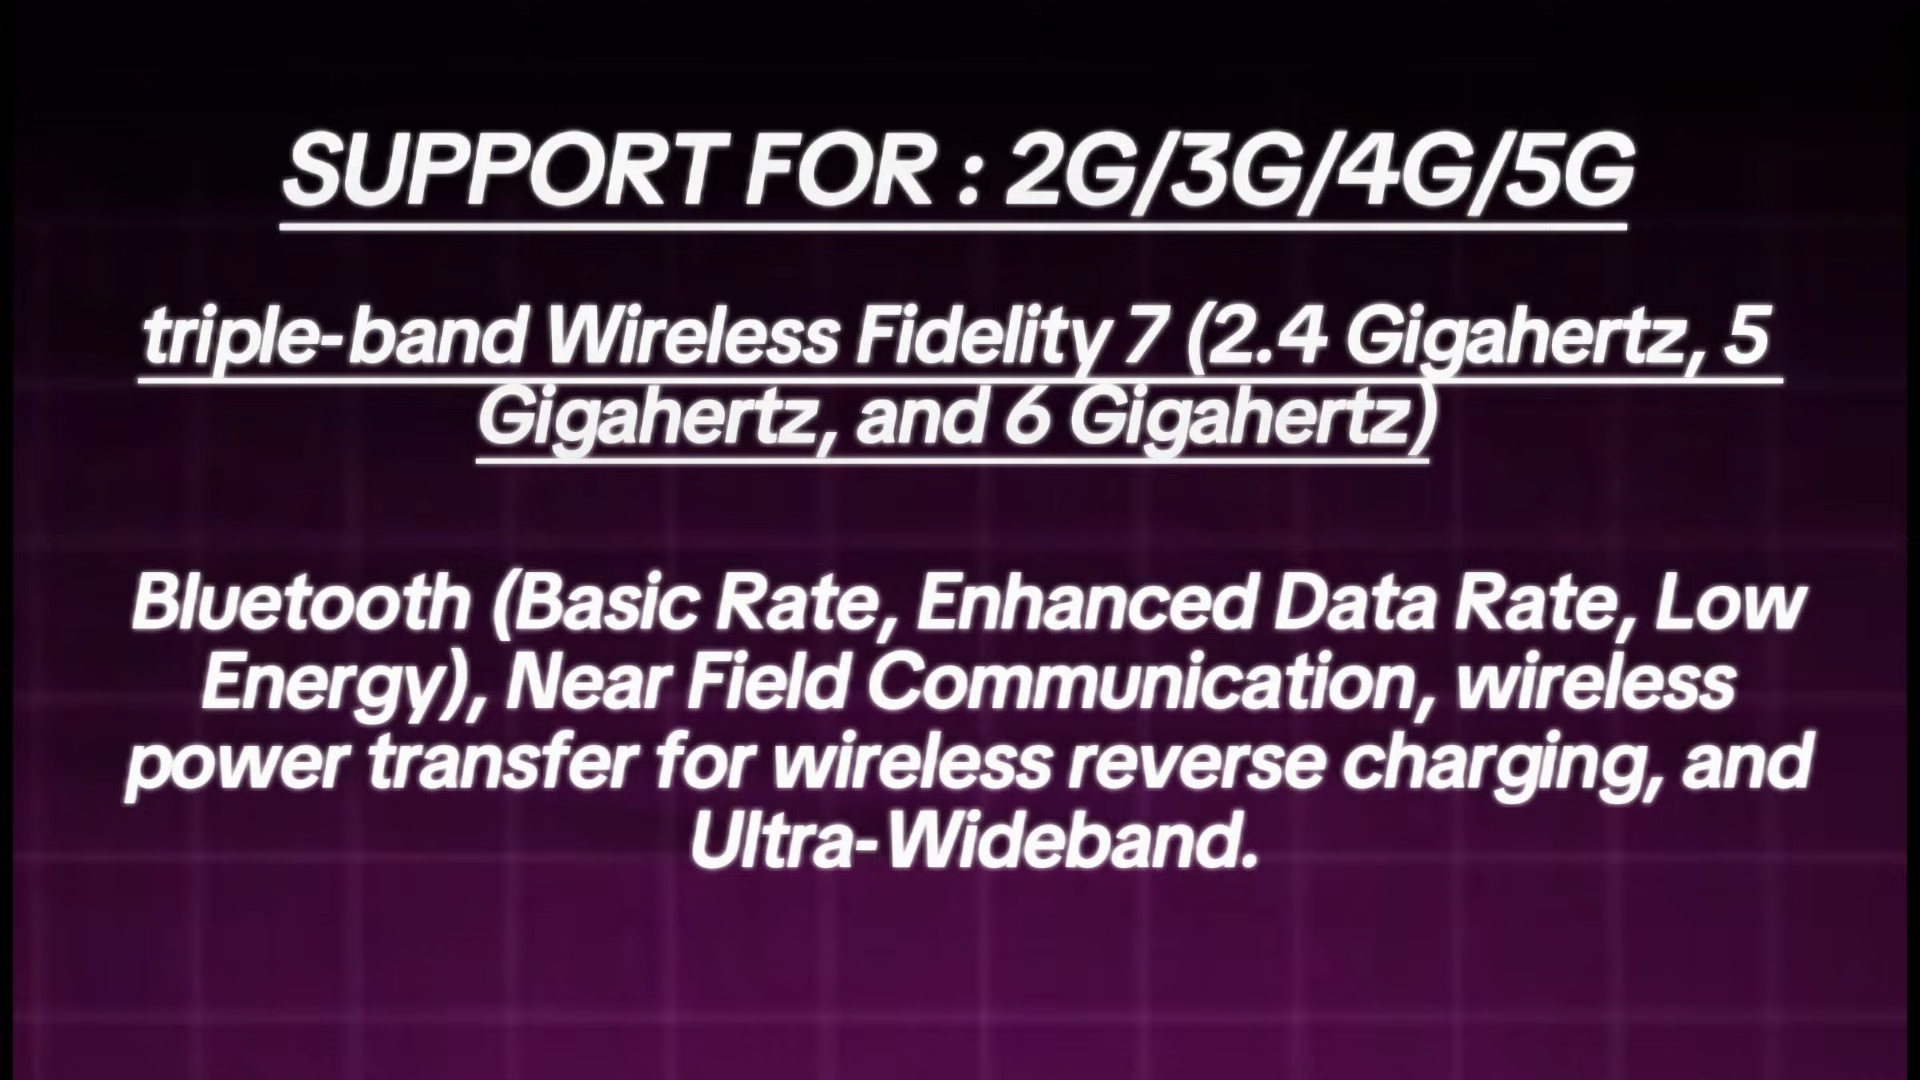 SUPPORT FOR : 2G/3G/4G/5G
triple-band Wireless Fidelity 7 (2.4 Gigahertz, 5
Gigahertz, and 6 Gigahertz)
Bluetooth (Basic Rate, Enhanced Data Rate, Low
Energy), Near Field Communication, wireless
power transfer for wireless reverse charging, and
Ultra-Wideband.